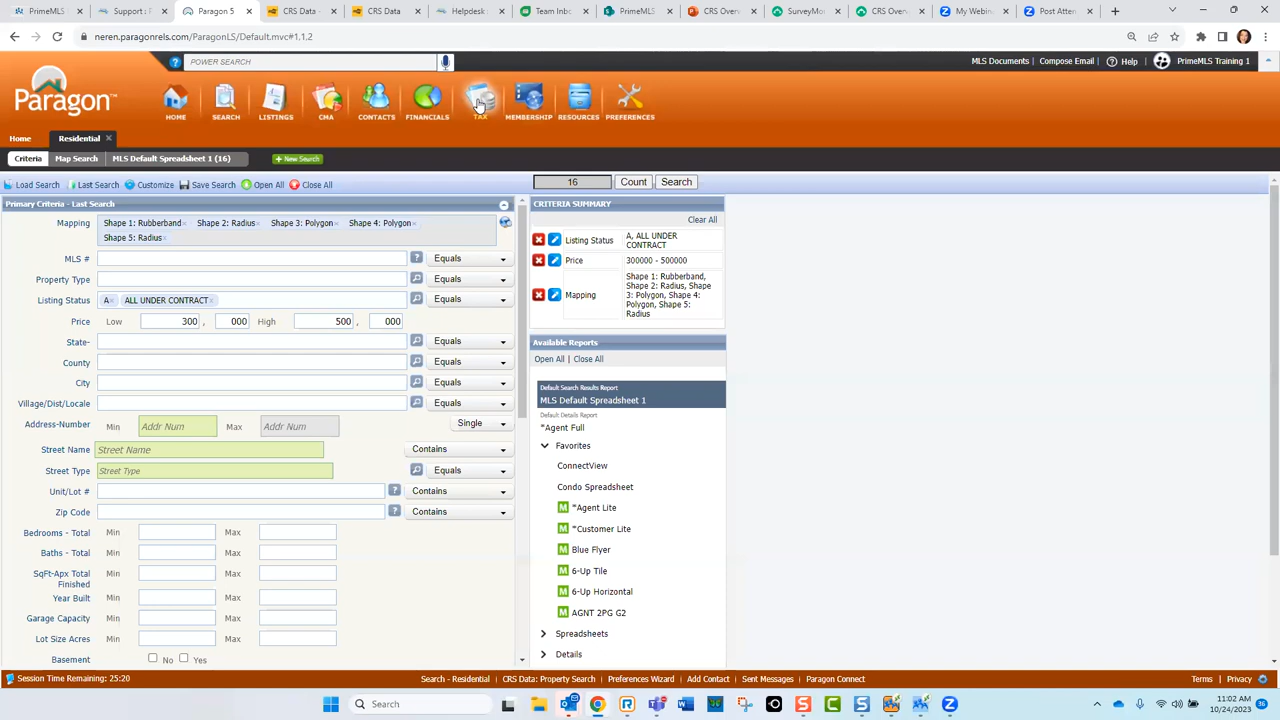 PrimeMLS
Support: F
Paragon 5
CRS Data:
CRS Data:
Helpdesk
Team Inbo
PrimeMLS
CRS Overv
SurveyMon
CRS Overv
My Webina
Post Atten
neren.paragonrels.com/ParagonLS/Default.mvc#1,1,2
POWER SEARCH
MLS Documents Compose Email Help PrimeMLS Training 1
Paragon™
HOME SEARCH LISTINGS CMA CONTACTS FINANCIALS TAX MEMBERSHIP RESOURCES PREFERENCES
Home Residential
Criteria Map Search MLS Default Spreadsheet 1 (16) New Search
Load Search Last Search Customize Save Search Open All Close All
16 Count Search
Primary Criteria - Last Search
Mapping Shape 1: Rubberband Shape 2: Radius Shape 3: Polygon Shape 4: Polygon
Shape 5: Radius
MLS # Equals
Property Type Equals
Listing Status A ALL UNDER CONTRACT Equals
Price Low 300 , 000 High 500 , 000
State- Equals
County Equals
City Equals
Village/Dist/Locale Equals
Address-Number Min Addr Num Max Addr Num Single
Street Name Street Name Contains
Street Type Street Type Equals
Unit/Lot # Contains
Zip Code Contains
Bedrooms - Total Min Max
Baths - Total Min Max
SqFt-Apx Total Min Max
Finished
Year Built Min Max
Garage Capacity Min Max
Lot Size Acres Min Max
Basement No Yes
CRITERIA SUMMARY
Clear All
Listing Status A, ALL UNDER
CONTRACT
Price 300000 - 500000
Mapping Shape 1: Rubberband,
Shape 2: Radius, Shape
3: Polygon, Shape 4:
Polygon, Shape 5:
Radius
Available Reports
Open All | Close All
Default Search Results Report
MLS Default Spreadsheet 1
Default Details Report
*Agent Full
Favorites
ConnectView
Condo Spreadsheet
M *Agent Lite
M *Customer Lite
M Blue Flyer
M 6-Up Tile
M 6-Up Horizontal
M AGNT 2PG G2
Spreadsheets
Details
Session Time Remaining: 25:20
Search - Residential CRS Data: Property Search Preferences Wizard Add Contact Sent Messages Paragon Connect
Terms Privacy
Search
11:02 AM
10/24/2023